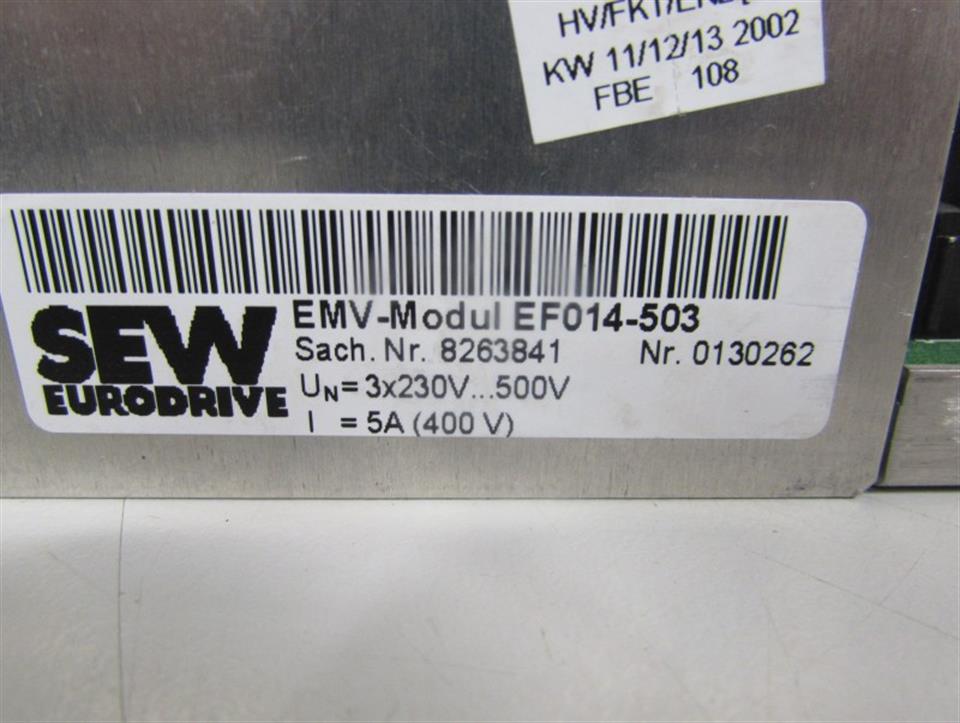 KW 11/12/13 2002
FBE 108
SEW
EURODRIVE
EMV-Modul EF014-503
Sach. Nr. 8263841 Nr. 0130262
UN= 3x230V...500V
I = 5A (400 V)